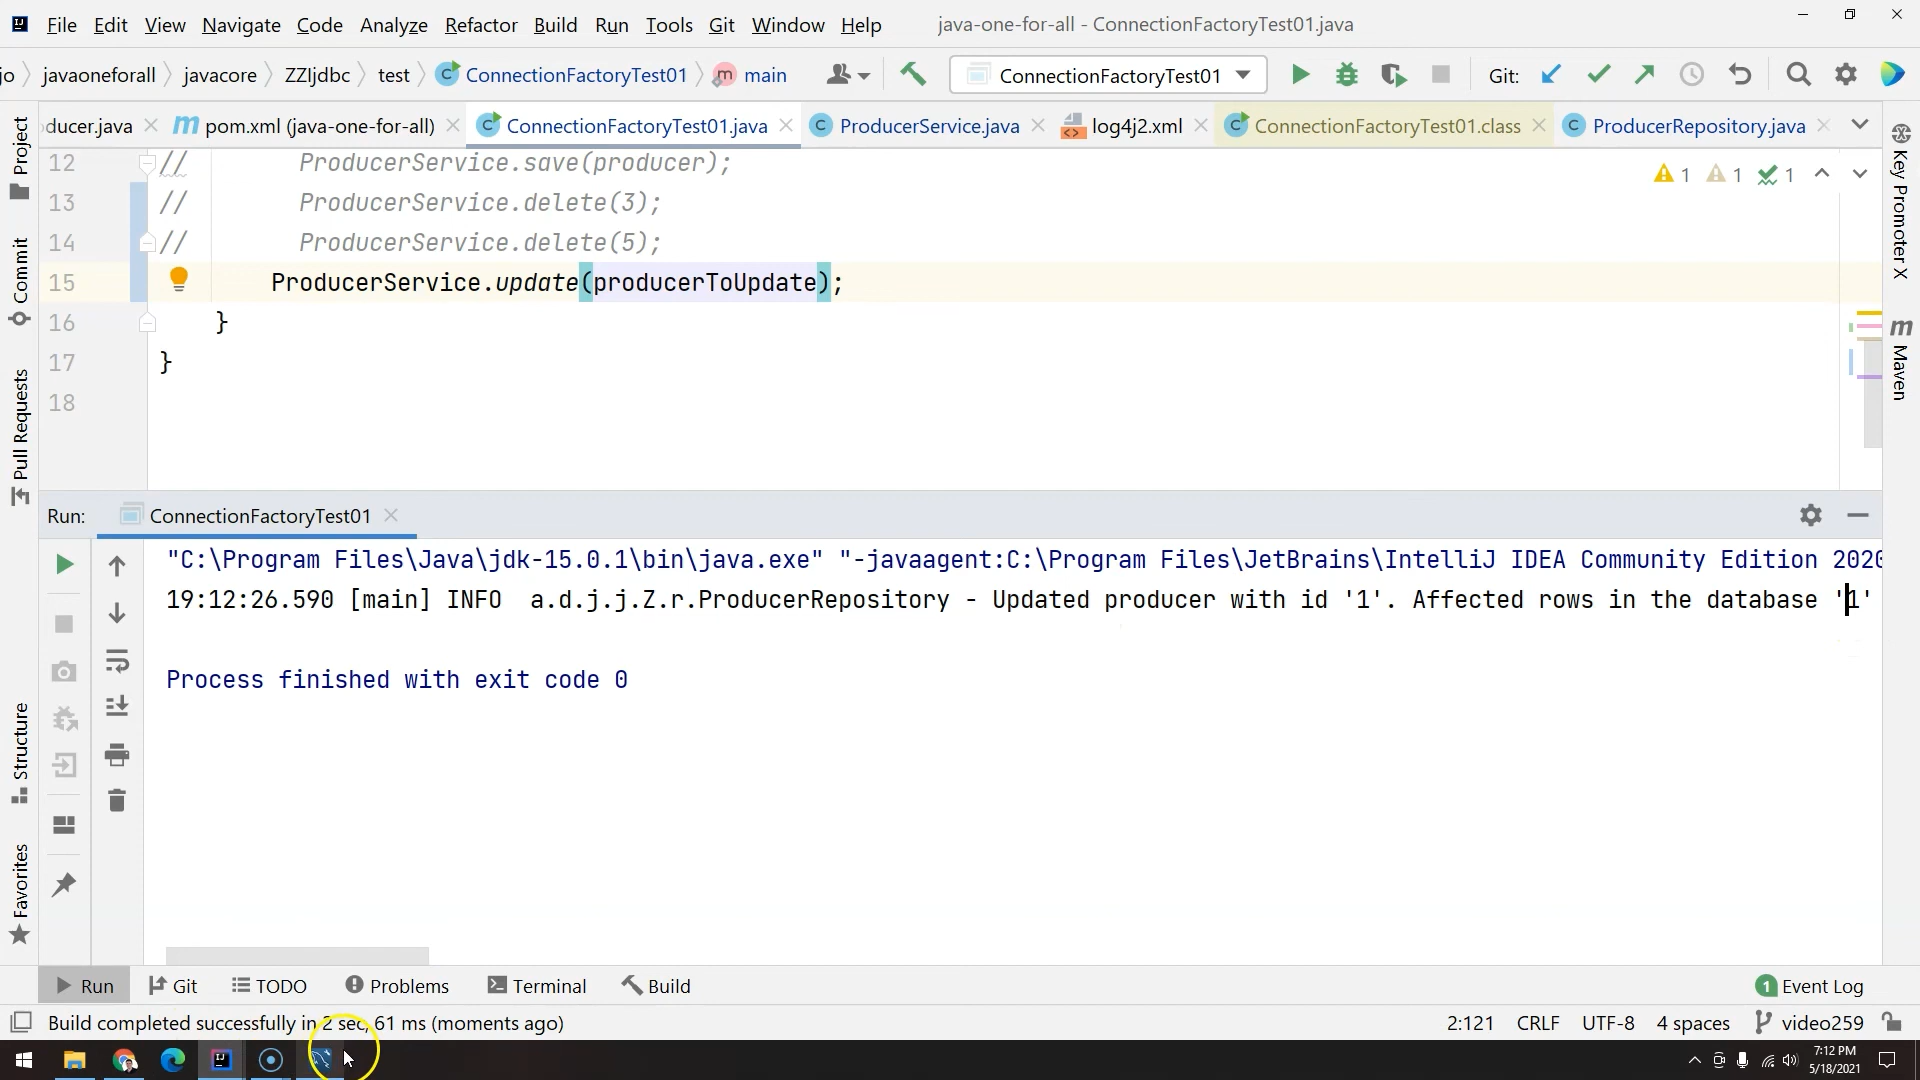 File Edit View Navigate Code Analyze Refactor Build Run Tools Git Window Help java-one-for-all - ConnectionFactoryTest01.java
jo javaoneforall javacore ZZIjdbc test ConnectionFactoryTest01 m main ConnectionFactoryTest01 Git:
ducer.java m pom.xml (java-one-for-all) C ConnectionFactoryTest01.java C ProducerService.java log4j2.xml C ConnectionFactoryTest01.class C ProducerRepository.java
12 // ProducerService.save(producer);
13 // ProducerService.delete(3);
14 // ProducerService.delete(5);
15 ProducerService.update(producerToUpdate);
16 }
17 }
18
1 1 1
Project
Commit
Pull Requests
Structure
Favorites
Key Promoter X
m Maven
Run: ConnectionFactoryTest01
"C:\Program Files\Java\jdk-15.0.1\bin\java.exe" "-javaagent:C:\Program Files\JetBrains\IntelliJ IDEA Community Edition 2020
19:12:26.590 [main] INFO  a.d.j.j.Z.r.ProducerRepository - Updated producer with id '1'. Affected rows in the database '1'
Process finished with exit code 0
Run Git TODO Problems Terminal Build 1 Event Log
Build completed successfully in 2 sec, 61 ms (moments ago) 2:121 CRLF UTF-8 4 spaces video259
7:12 PM
5/18/2021